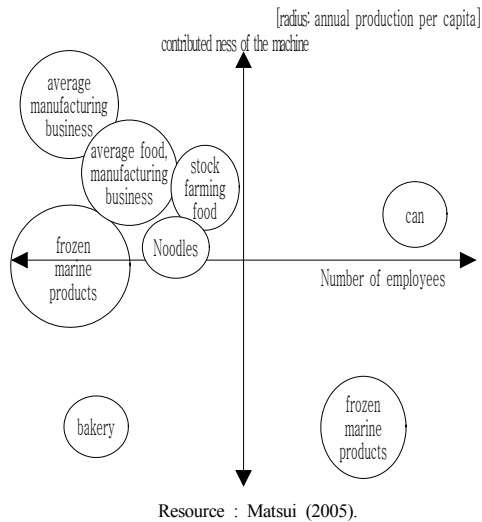 [radius: annual production per capita]
contributed ness of the machine
average
manufacturing
business
average food,
manufacturing
business
stock
farming
food
can
Noodles
frozen
marine
products
Number of employees
bakery
frozen
marine
products
Resource : Matsui (2005).